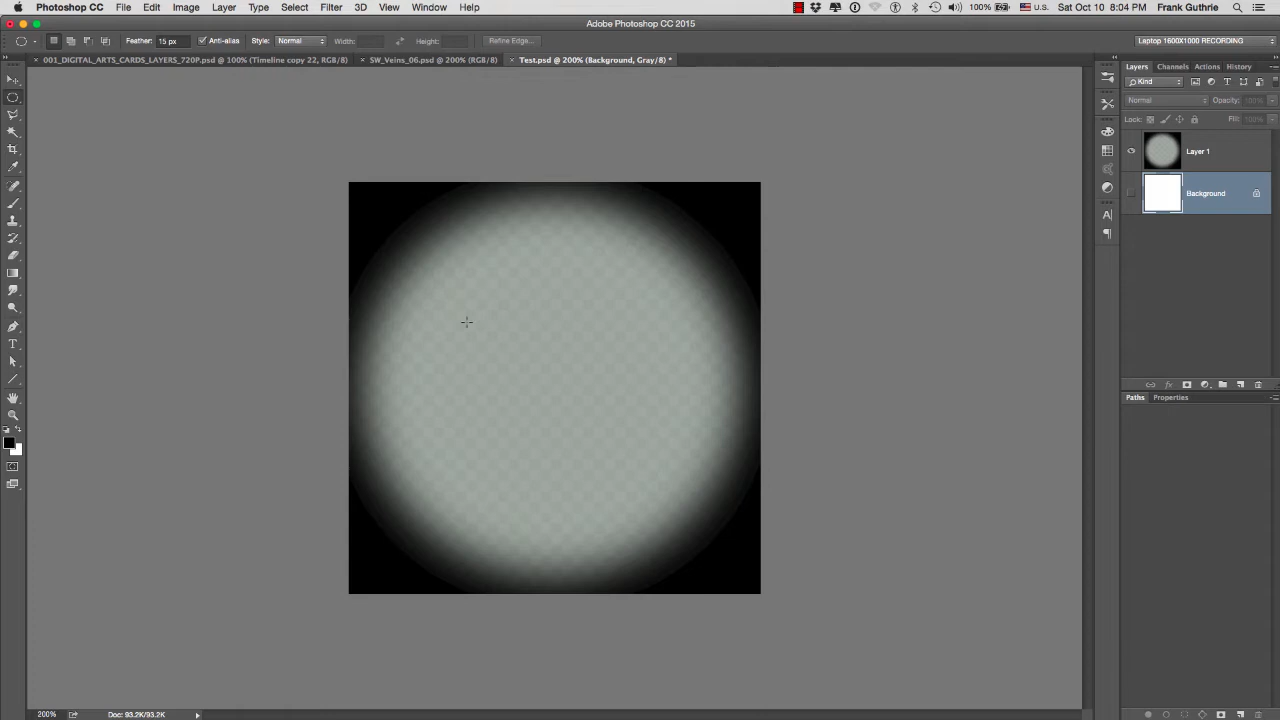 Photoshop CC File Edit Image Layer Type Select Filter 3D View Window Help 100% U.S. Sat Oct 10 8:04 PM Frank Guthrie
Adobe Photoshop CC 2015
Feather: 15 px Anti-alias Style: Normal Width: Height: Refine Edge... Laptop 1600X1000 RECORDING
001_DIGITAL_ARTS_CARDS_LAYERS_720P.psd @ 100% (Timeline copy 22, RGB/8) SW_Veins_06.psd @ 200% (RGB/8) Test.psd @ 200% (Background, Gray/8) *
Layers Channels Actions History
Kind
Normal Opacity: 100%
Lock: Fill: 100%
Layer 1
Background
Paths Properties
200% Doc: 93.2K/93.2K